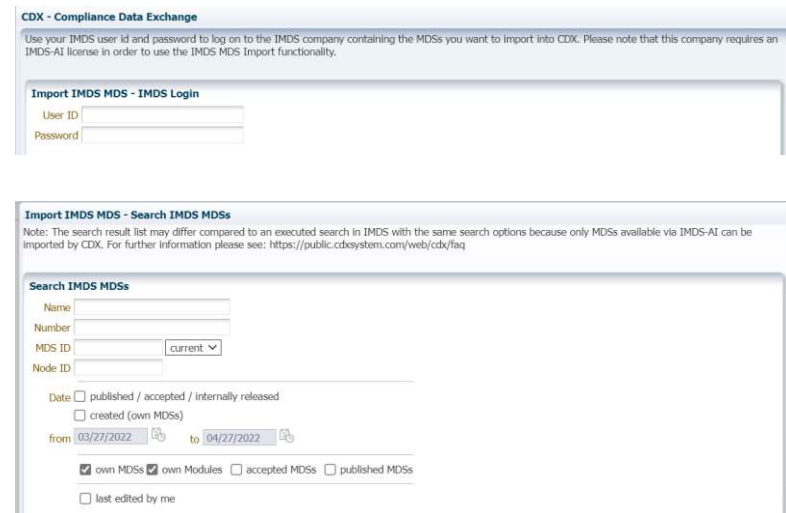 CDX - Compliance Data Exchange
Use your IMDS user id and password to log on to the IMDS company containing the MDSs you want to import into CDX. Please note that this company requires an
IMDS-AI license in order to use the IMDS MDS Import functionality.
Import IMDS MDS - IMDS Login
User ID
Password
Import IMDS MDS - Search IMDS MDSs
Note: The search result list may differ compared to an executed search in IMDS with the same search options because only MDSs available via IMDS-AI can be
imported by CDX. For further information please see: https://public.cdxsystem.com/web/cdx/faq
Search IMDS MDSs
Name
Number
MDS ID current
Node ID
Date published / accepted / internally released
created (own MDSs)
from 03/27/2022 to 04/27/2022
own MDSs own Modules accepted MDSs published MDSs
last edited by me